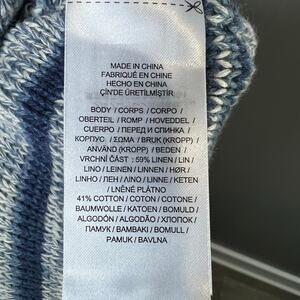 MADE IN CHINA
FABRIQUÉ EN CHINE
HECHO EN CHINA
ÇİN'DE ÜRETİLMİŞTİR
BODY / CORPS / CORPO /
OBERTEIL / ROMP / HOVEDDEL /
CUERPO / ПЕРЕД И СПИНКА /
КОРПУС / ΣΩΜΑ / BRUK (KROPP) /
ANVÄND (KROPP) / BEDEN /
VRCHNÍ ČÁST : 59% LINEN / LIN /
LINO / LEINEN / LINNEN / HØR /
LINHO / ЛЕН / ΛΙΝΟ / LINNE / KETEN
/ LNĚNÉ PLÁTNO
41% COTTON / COTON / COTONE /
BAUMWOLLE / KATOEN / BOMULD /
ALGODÓN / ALGODÃO / ХЛОПОК /
ПАМУК / ΒΑΜΒΑΚΙ / BOMULL /
PAMUK / BAVLNA